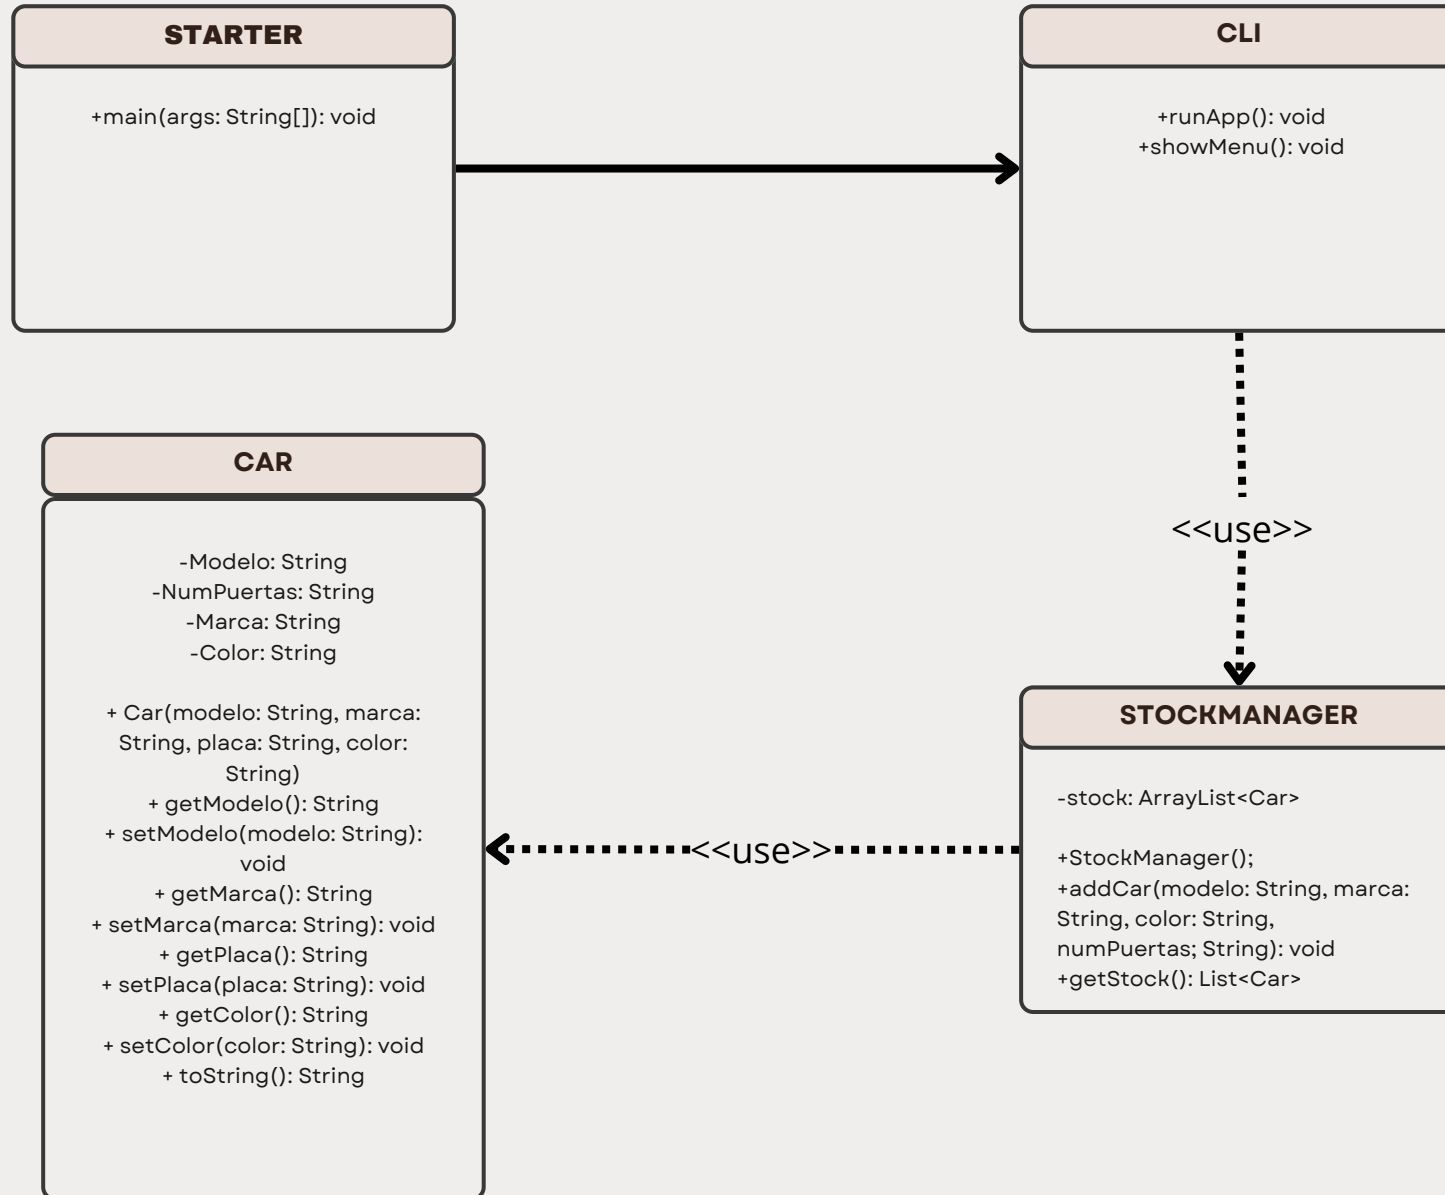 STARTER
+main(args: String[]): void
CLI
+runApp(): void
+showMenu(): void
CAR
-Modelo: String
-NumPuertas: String
-Marca: String
-Color: String
+ Car(modelo: String, marca:
String, placa: String, color:
String)
+ getModelo(): String
+ setModelo(modelo: String):
void
+ getMarca(): String
+ setMarca(marca: String): void
+ getPlaca(): String
+ setPlaca(placa: String): void
+ getColor(): String
+ setColor(color: String): void
+ toString(): String
<<use>>
<<use>>
STOCKMANAGER
-stock: ArrayList<Car>
+StockManager();
+addCar(modelo: String, marca:
String, color: String,
numPuertas; String): void
+getStock(): List<Car>